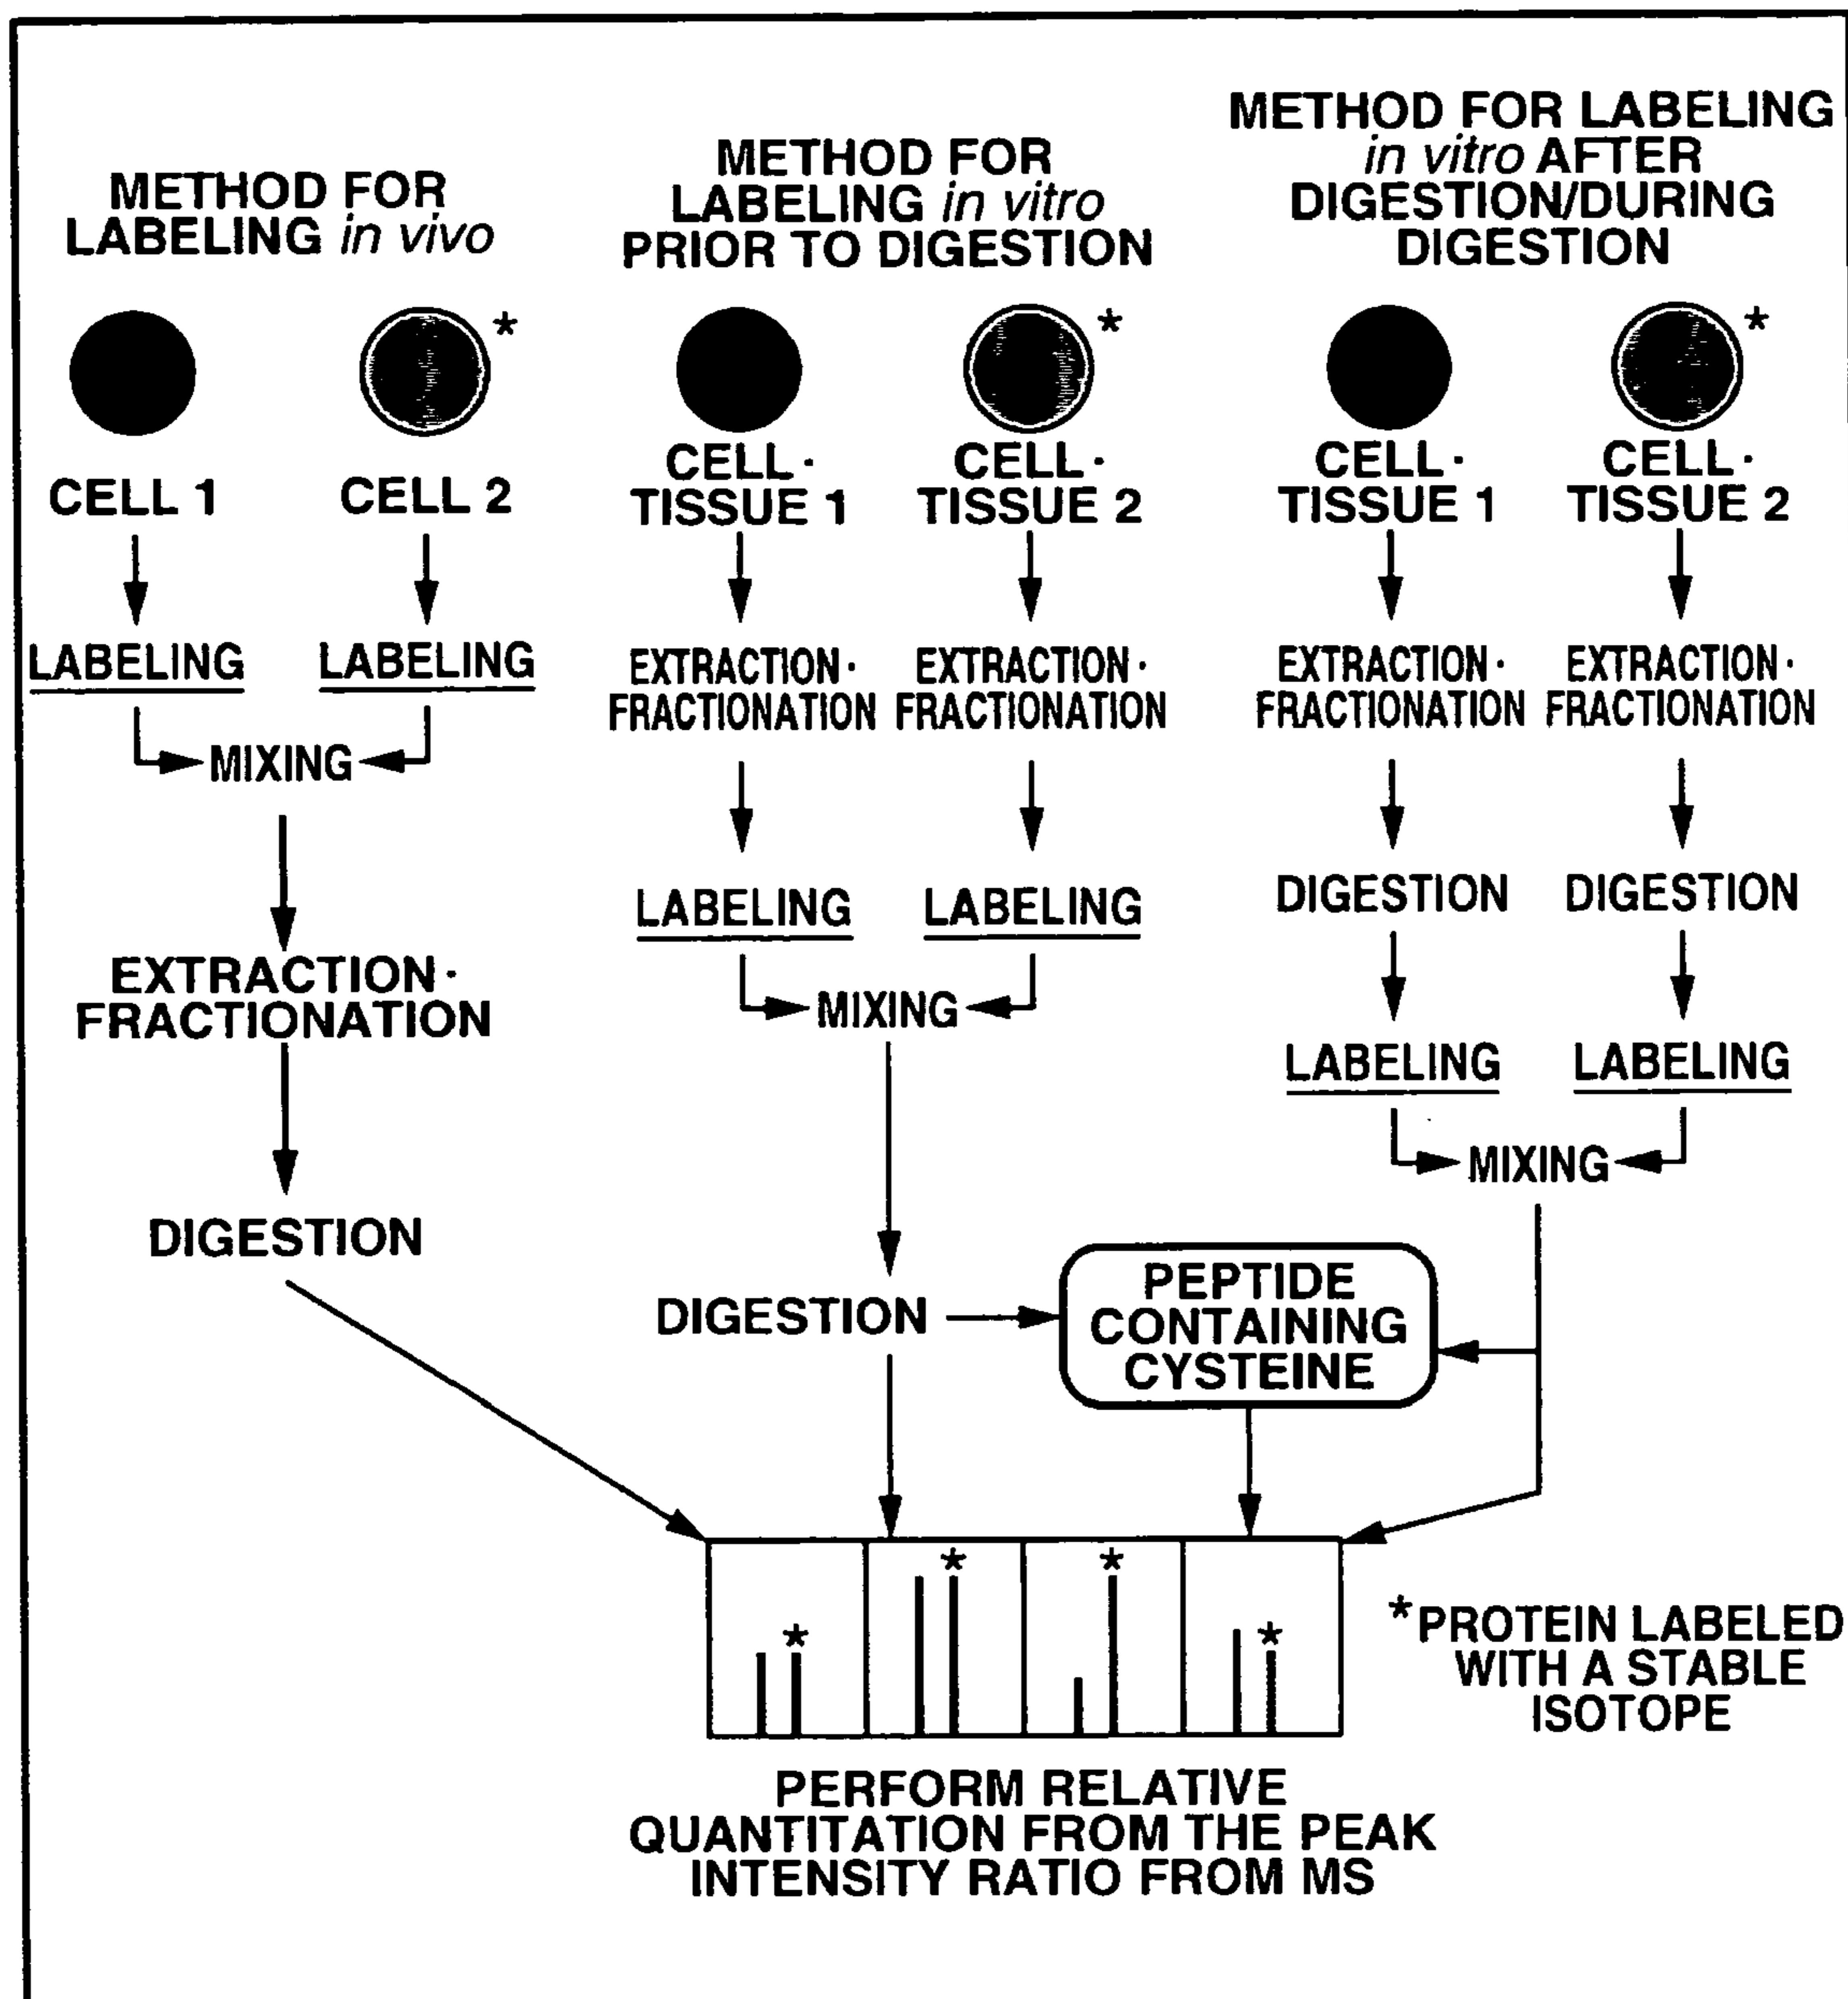 METHOD FOR
LABELING in vivo
*
CELL 1
CELL 2
LABELING
LABELING
MIXING
EXTRACTION·
FRACTIONATION
DIGESTION
METHOD FOR
LABELING in vitro
PRIOR TO DIGESTION
*
CELL·
TISSUE 1
CELL·
TISSUE 2
EXTRACTION·
FRACTIONATION
EXTRACTION·
FRACTIONATION
LABELING
LABELING
MIXING
DIGESTION
METHOD FOR LABELING
in vitro AFTER
DIGESTION/DURING
DIGESTION
*
CELL·
TISSUE 1
CELL·
TISSUE 2
EXTRACTION·
FRACTIONATION
EXTRACTION·
FRACTIONATION
DIGESTION
DIGESTION
LABELING
LABELING
MIXING
PEPTIDE
CONTAINING
CYSTEINE
* * * *
*PROTEIN LABELED
WITH A STABLE
ISOTOPE
PERFORM RELATIVE
QUANTITATION FROM THE PEAK
INTENSITY RATIO FROM MS